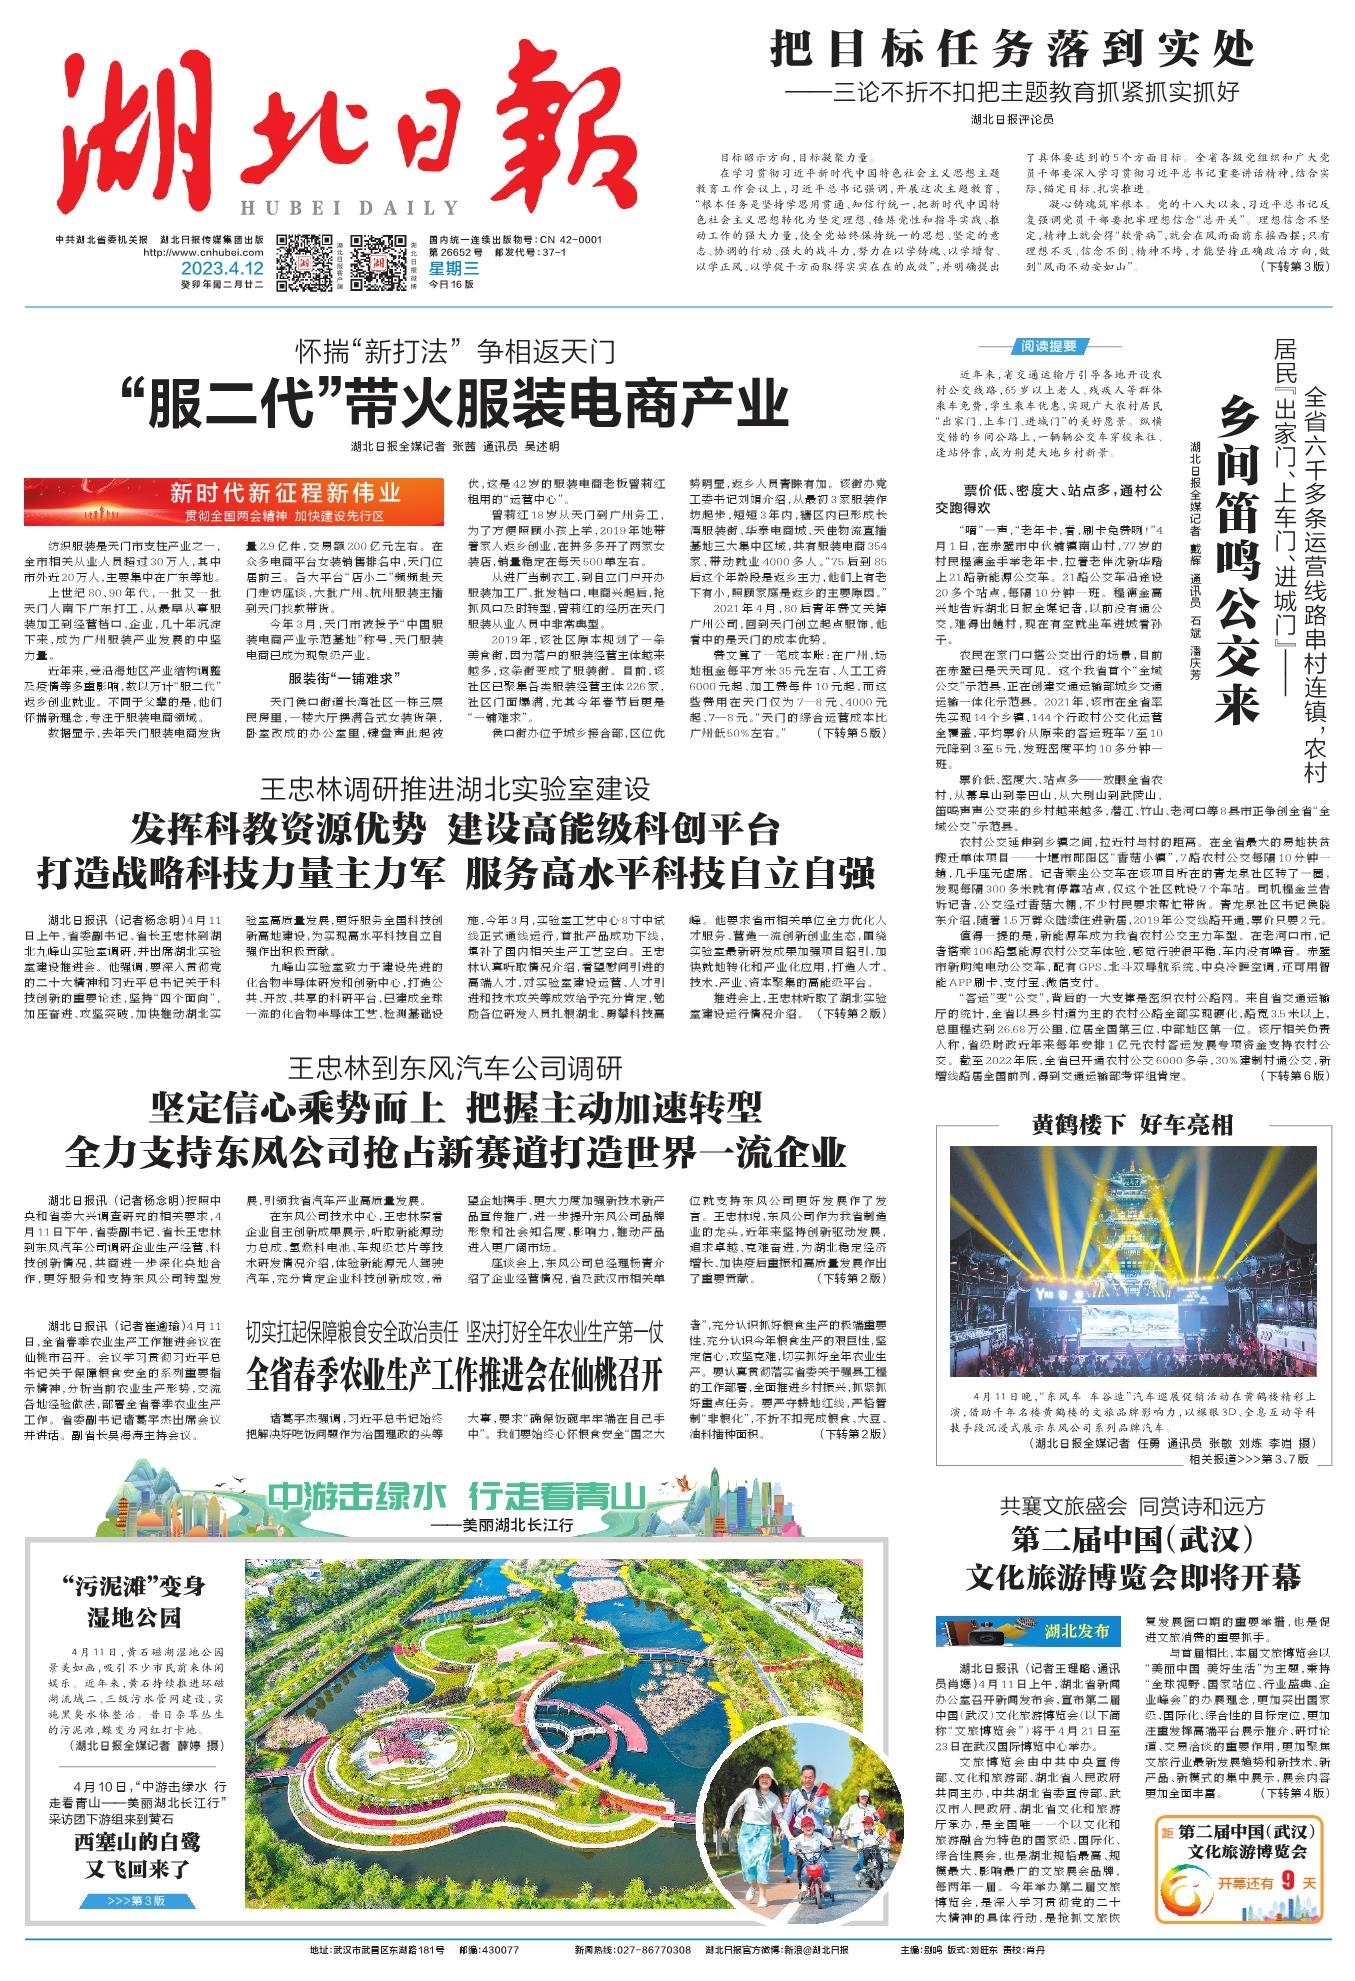 湖北日报
HUBEI DAILY
中共湖北省委机关报 湖北日报传媒集团出版
http://www.cnhubei.com
2023.4.12
癸卯年闰二月廿二
湖北日报客户端
湖北日报微博
国内统一连续出版物号:CN 42-0001
第26652号 邮发代号:37-1
星期三
今日16版
把目标任务落到实处
——三论不折不扣把主题教育抓紧抓实抓好
湖北日报评论员
目标昭示方向,目标凝聚力量。
在学习贯彻习近平新时代中国特色社会主义思想主题
教育工作会议上,习近平总书记强调,开展这次主题教育,
“根本任务是坚持学思用贯通、知信行统一,把新时代中国特
色社会主义思想转化为坚定理想、锤炼党性和指导实践、推
动工作的强大力量,使全党始终保持统一的思想、坚定的意
志、协调的行动、强大的战斗力,努力在以学铸魂、以学增智、
以学正风、以学促干方面取得实实在在的成效”,并明确提出
了具体要达到的5个方面目标。全省各级党组织和广大党
员干部要深入学习贯彻习近平总书记重要讲话精神,结合实
际,锚定目标、扎实推进。
凝心铸魂筑牢根本。党的十八大以来,习近平总书记反
复强调党员干部要把牢理想信念“总开关”。理想信念不坚
定,精神上就会得“软骨病”,就会在风雨面前东摇西摆;只有
理想不灭、信念不倒、精神不垮,才能坚持正确政治方向,做
到“风雨不动安如山”。 (下转第3版)
怀揣“新打法” 争相返天门
“服二代”带火服装电商产业
湖北日报全媒记者 张茜 通讯员 吴述明
新时代新征程新伟业
贯彻全国两会精神 加快建设先行区
纺织服装是天门市支柱产业之一,
全市相关从业人员超过30万人,其中
市外近20万人,主要集中在广东等地。
上世纪80、90年代,一批又一批
天门人南下广东打工,从最早从事服
装加工到经营档口、企业,几十年沉淀
下来,成为广州服装产业发展的中坚
力量。
近年来,受沿海地区产业结构调整
及疫情等多重影响,数以万计“服二代”
返乡创业就业。不同于父辈的是,他们
怀揣新理念,专注于服装电商领域。
数据显示,去年天门服装电商发货
量2.9亿件,交易额200亿元左右。在
众多电商平台女装销售排名中,天门位
居前三。各大平台“店小二”频频赴天
门走访座谈,大批广州、杭州服装主播
到天门找款带货。
今年3月,天门市被授予“中国服
装电商产业示范基地”称号,天门服装
电商已成为现象级产业。
服装街“一铺难求”
天门侯口街道长湾社区一栋三层
民房里,一楼大厅摆满各式女装货架,
卧室改成的办公室里,键盘声此起彼
伏,这是42岁的服装电商老板曾莉红
租用的“运营中心”。
曾莉红18岁从天门到广州务工,
为了方便照顾小孩上学,2019年她带
着家人返乡创业,在拼多多开了两家女
装店,销量稳定在每天500单左右。
从进厂当制衣工,到自立门户开办
服装加工厂、批发档口,电商兴起后,抢
抓风口及时转型,曾莉红的经历在天门
服装从业人员中非常典型。
2019年,该社区原本规划了一条
美食街,因为落户的服装经营主体越来
越多,这条街变成了服装街。目前,该
社区已聚集各类服装经营主体226家,
社区门面爆满,尤其今年春节后更是
“一铺难求”。
侯口街办位于城乡接合部,区位优
势明显,返乡人员青睐有加。该街办党
工委书记刘娟介绍,从最初3家服装作
坊起步,短短3年内,辖区内已形成长
湾服装街、华泰电商城、天佳物流直播
基地三大集中区域,共有服装电商354
家,带动就业4000多人。“75后到85
后这个年龄段是返乡主力,他们上有老
下有小,照顾家庭是返乡的主要原因。”
2021年4月,80后青年费文关掉
广州公司,回到天门创立起点服饰,他
看中的是天门的成本优势。
费文算了一笔成本账:在广州,场
地租金每平方米35元左右、人工工资
6000元起、加工费每件10元起,而这
些费用在天门仅为7—8元、4000元
起、7—8元。“天门的综合运营成本比
广州低50%左右。” (下转第5版)
阅读提要
近年来,省交通运输厅引导各地开设农
村公交线路,65岁以上老人、残疾人等群体
乘车免费,学生乘车优惠,实现广大农村居民
“出家门、上车门、进城门”的美好愿景。纵横
交错的乡间公路上,一辆辆公交车穿梭来往、
逢站停靠,成为荆楚大地乡村新景。
全省六千多条运营线路串村连镇,农村
居民『出家门、上车门、进城门』——
乡间笛鸣公交来
湖北日报全媒记者 戴辉 通讯员 石斌 潘庆芳
票价低、密度大、站点多,通村公
交跑得欢
“嘀”一声,“老年卡,看,刷卡免费咧!”4
月1日,在赤壁市中伙铺镇南山村,77岁的
村民程德金手举老年卡,拉着老伴沈新华踏
上21路新能源公交车。21路公交车沿途设
20多个站点,每隔10分钟一班。程德金高
兴地告诉湖北日报全媒记者,以前没有通公
交,难得出趟村,现在有空就坐车进城看孙
子。
农民在家门口搭公交出行的场景,目前
在赤壁已是天天可见。这个我省首个“全域
公交”示范县,正在创建交通运输部城乡交通
运输一体化示范县。2021年,该市在全省率
先实现14个乡镇、144个行政村公交化运营
全覆盖,平均票价从原来的客运班车7至10
元降到3至5元,发班密度平均10多分钟一
班。
票价低、密度大、站点多——放眼全省农
村,从幕阜山到秦巴山,从大别山到武陵山,
笛鸣声声公交来的乡村越来越多,潜江、竹山、老河口等8县市正争创全省“全
域公交”示范县。
农村公交延伸到乡镇之间,拉近村与村的距离。在全省最大的易地扶贫
搬迁单体项目——十堰市郧阳区“香菇小镇”,7路农村公交每隔10分钟一
趟,几乎座无虚席。记者乘坐公交车在该项目所在的青龙泉社区转了一圈,
发现每隔300多米就有停靠站点,仅这个社区就设7个车站。司机程金兰告
诉记者,公交经过香菇大棚,不少村民要求帮忙带货。青龙泉社区书记侯晓
东介绍,随着1.5万群众陆续住进新居,2019年公交线路开通,票价只要2元。
值得一提的是,新能源车成为我省农村公交主力车型。在老河口市,记
者搭乘106路氢能源农村公交车体验,感觉行驶很平稳,车内没有噪音。赤壁
市新购纯电动公交车,配有GPS、北斗双导航系统、中央冷暖空调,还可用智
能APP刷卡、支付宝、微信支付。
“客运”变“公交”,背后的一大支撑是密织农村公路网。来自省交通运输
厅的统计,全省以县乡村道为主的农村公路全部实现硬化,路宽3.5米以上,
总里程达到26.68万公里,位居全国第三位、中部地区第一位。该厅相关负责
人称,省级财政近年来每年安排1亿元农村客运发展专项资金支持农村公
交。截至2022年底,全省已开通农村公交6000多条,30%建制村通公交,新
增线路居全国前列,得到交通运输部考评组肯定。 (下转第6版)
王忠林调研推进湖北实验室建设
发挥科教资源优势 建设高能级科创平台
打造战略科技力量主力军 服务高水平科技自立自强
湖北日报讯（记者杨念明)4月11
日上午,省委副书记、省长王忠林到湖
北九峰山实验室调研,并出席湖北实验
室建设推进会。他强调,要深入贯彻党
的二十大精神和习近平总书记关于科
技创新的重要论述,坚持“四个面向”,
加压奋进、攻坚突破,加快推动湖北实
验室高质量发展,更好服务全国科技创
新高地建设,为实现高水平科技自立自
强作出积极贡献。
九峰山实验室致力于建设先进的
化合物半导体研发和创新中心,打造公
共、开放、共享的科研平台,已建成全球
一流的化合物半导体工艺、检测基础设
施,今年3月,实验室工艺中心8寸中试
线正式通线运行,首批产品成功下线,
填补了国内相关生产工艺空白。王忠
林认真听取情况介绍,看望慰问引进的
高端人才,对实验室建设运营、人才引
进和技术攻关等成效给予充分肯定,勉
励各位研发人员扎根湖北、勇攀科技高
峰。他要求省市相关单位全力优化人
才服务、营造一流创新创业生态,围绕
实验室最新研发成果加强项目招引,加
快就地转化和产业化应用,打造人才、
技术、产业、资本聚集的高能级平台。
推进会上,王忠林听取了湖北实验
室建设运行情况介绍。 (下转第2版)
王忠林到东风汽车公司调研
坚定信心乘势而上 把握主动加速转型
全力支持东风公司抢占新赛道打造世界一流企业
湖北日报讯（记者杨念明)按照中
央和省委大兴调查研究的相关要求,4
月11日下午,省委副书记、省长王忠林
到东风汽车公司调研企业生产经营、科
技创新情况,共商进一步深化央地合
作,更好服务和支持东风公司转型发
展,引领我省汽车产业高质量发展。
在东风公司技术中心,王忠林察看
企业自主创新成果展示,听取新能源动
力总成、氢燃料电池、车规级芯片等技
术研发情况介绍,体验新能源无人驾驶
汽车,充分肯定企业科技创新成效,希
望企地携手、更大力度加强新技术新产
品宣传推广,进一步提升东风公司品牌
形象和社会知名度、影响力,推动产品
进入更广阔市场。
座谈会上,东风公司总经理杨青介
绍了企业经营情况,省及武汉市相关单
位就支持东风公司更好发展作了发
言。王忠林说,东风公司作为我省制造
业的龙头,近年来坚持创新驱动发展,
追求卓越、克难奋进,为湖北稳定经济
增长、加快疫后重振和高质量发展作出
了重要贡献。 (下转第2版)
湖北日报讯（记者崔逾瑜)4月11
日,全省春季农业生产工作推进会议在
仙桃市召开。会议学习贯彻习近平总
书记关于保障粮食安全的系列重要指
示精神,分析当前农业生产形势,交流
各地经验做法,部署全省春季农业生产
工作。省委副书记诸葛宇杰出席会议
并讲话。副省长吴海涛主持会议。
切实扛起保障粮食安全政治责任 坚决打好全年农业生产第一仗
全省春季农业生产工作推进会在仙桃召开
诸葛宇杰强调,习近平总书记始终
把解决好吃饭问题作为治国理政的头等
大事,要求“确保饭碗牢牢端在自己手
中”。我们要始终心怀粮食安全“国之大
者”,充分认识抓好粮食生产的极端重要
性,充分认识今年粮食生产的艰巨性,坚
定信心,攻坚克难,切实抓好全年农业生
产。要认真贯彻落实省委关于强县工程
的工作部署,全面推进乡村振兴,抓紧抓
好重点任务。要严守耕地红线,严格管
制“非粮化”,不折不扣完成粮食、大豆、
油料播种面积。 (下转第2版)
黄鹤楼下 好车亮相
4月11日晚,“东风车 车谷造”汽车巡展促销活动在黄鹤楼精彩上
演,借助千年名楼黄鹤楼的文旅品牌影响力,以裸眼3D、全息互动等科
技手段沉浸式展示东风公司系列品牌汽车。
(湖北日报全媒记者 任勇 通讯员 张敏 刘炼 李响 摄)
相关报道>>>第3、7版
中游击绿水 行走看青山
——美丽湖北长江行
“污泥滩”变身
湿地公园
4月11日,黄石磁湖湿地公园
景美如画,吸引不少市民前来休闲
娱乐。近年来,黄石持续推进环磁
湖流域二、三级污水管网建设,实
施黑臭水体整治。昔日杂草丛生
的污泥滩,蝶变为网红打卡地。
(湖北日报全媒记者 薛婷 摄)
4月10日,“中游击绿水 行
走看青山——美丽湖北长江行”
采访团下游组来到黄石
西塞山的白鹭
又飞回来了
>>>第3版
共襄文旅盛会 同赏诗和远方
第二届中国(武汉)
文化旅游博览会即将开幕
湖北发布
湖北日报讯（记者王理略、通讯
员肖娜)4月11日上午,湖北省新闻
办公室召开新闻发布会,宣布第二届
中国(武汉)文化旅游博览会(以下简
称“文旅博览会”)将于4月21日至
23日在武汉国际博览中心举办。
文旅博览会由中共中央宣传
部、文化和旅游部、湖北省人民政府
共同主办,中共湖北省委宣传部、武
汉市人民政府、湖北省文化和旅游
厅承办,是全国唯一一个以文化和
旅游融合为特色的国家级、国际化、
综合性展会,也是湖北规格最高、规
模最大、影响最广的文旅展会品牌,
每两年一届。今年举办第二届文旅
博览会,是深入学习贯彻党的二十
大精神的具体行动,是抢抓文旅恢
复发展窗口期的重要举措,也是促
进文旅消费的重要抓手。
与首届相比,本届文旅博览会以
“美丽中国 美好生活”为主题,秉持
“全球视野、国家站位、行业盛典、企
业峰会”的办展理念,更加突出国家
级、国际化、综合性的目标定位,更加
注重发挥高端平台展示推介、研讨论
道、交易洽谈的重要作用,更加聚焦
文旅行业最新发展趋势和新技术、新
产品、新模式的集中展示,展会内容
更加全面丰富。 (下转第4版)
距 第二届中国(武汉)
文化旅游博览会
开幕还有 9 天
地址:武汉市武昌区东湖路181号 邮编:430077 新闻热线:027-86770308 湖北日报官方微博:新浪@湖北日报 主编:别鸣 版式:刘旺东 责校:肖丹